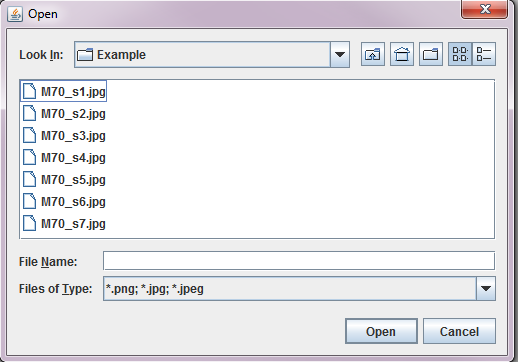 Open
Look In: Example
M70_s1.jpg
M70_s2.jpg
M70_s3.jpg
M70_s4.jpg
M70_s5.jpg
M70_s6.jpg
M70_s7.jpg
File Name:
Files of Type: *.png; *.jpg; *.jpeg
Open Cancel